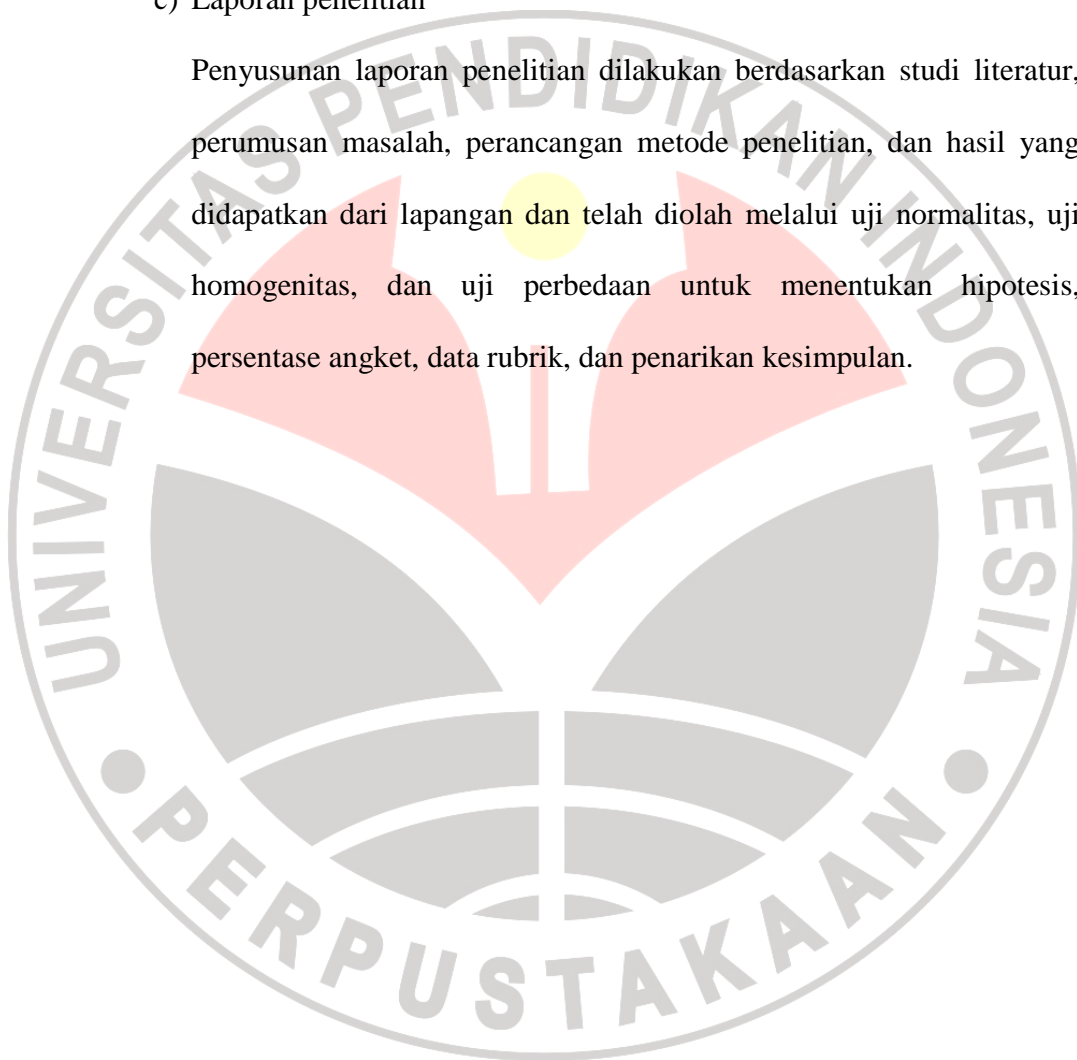 c) Laporan penelitian
Penyusunan laporan penelitian dilakukan berdasarkan studi literatur,
perumusan masalah, perancangan metode penelitian, dan hasil yang
didapatkan dari lapangan dan telah diolah melalui uji normalitas, uji
homogenitas, dan uji perbedaan untuk menentukan hipotesis,
persentase angket, data rubrik, dan penarikan kesimpulan.
UNIVERSITAS PENDIDIKAN INDONESIA
PERPUSTAKAAN